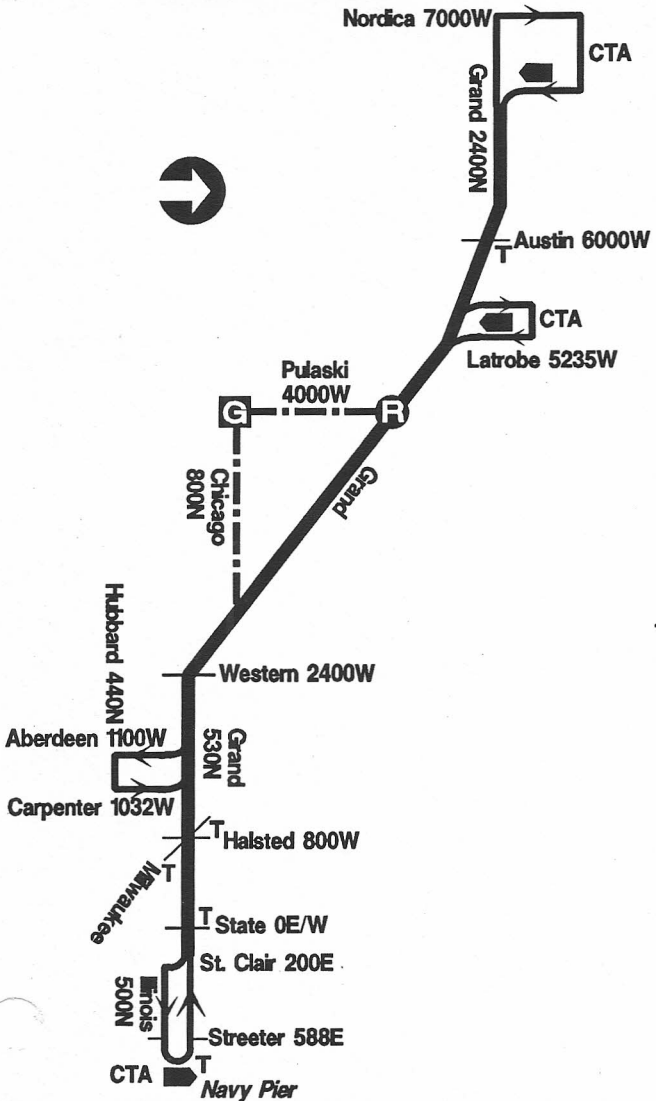 Nordica 7000W
CTA
Grand 2400N
Austin 6000W
T
CTA
Latrobe 5235W
Pulaski
4000W
G
R
Grand
Chicago
800N
Western 2400W
Hubbard 440N
Grand
530N
Aberdeen 1100W
Carpenter 1032W
T
Halsted 800W
T
Milwaukee
T
State 0E/W
St. Clair 200E
Illinois
500N
Streeter 588E
T
CTA
Navy Pier